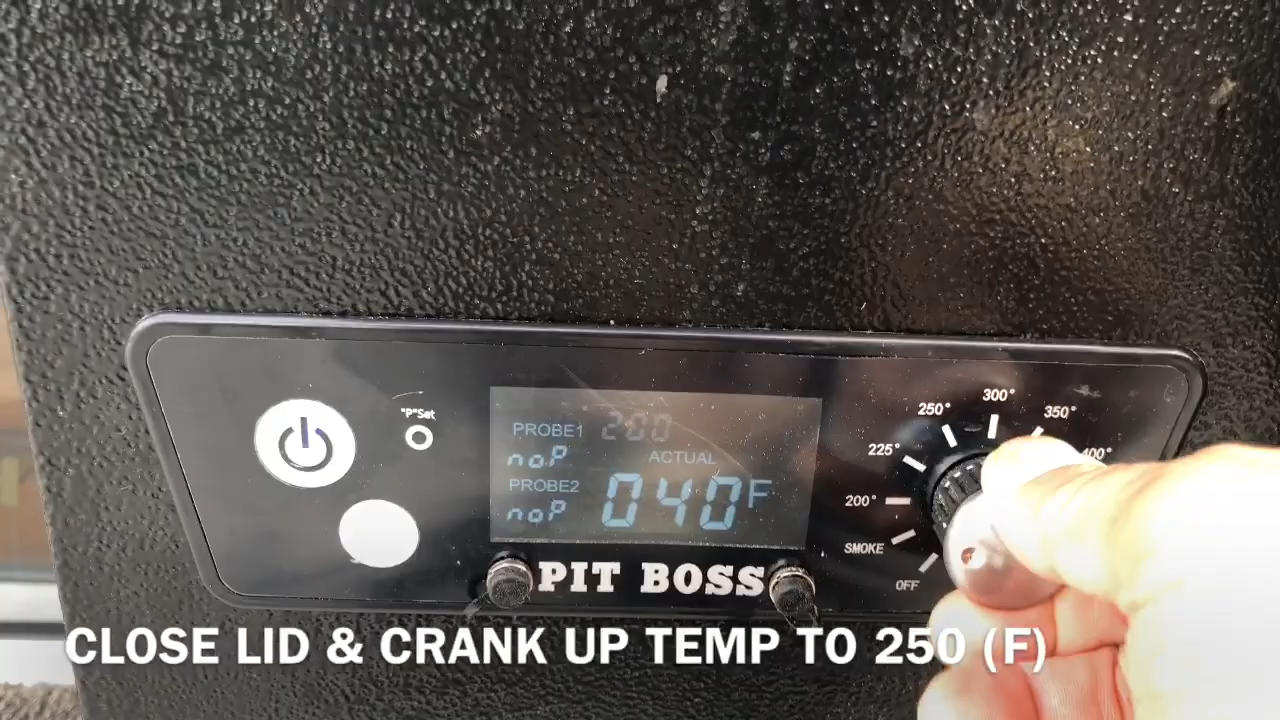 "P"Set
PROBE1 200
noP ACTUAL
PROBE2
noP 040F
PIT BOSS
OFF
SMOKE
200°
225°
250°
300°
350°
400°
CLOSE LID & CRANK UP TEMP TO 250 (F)